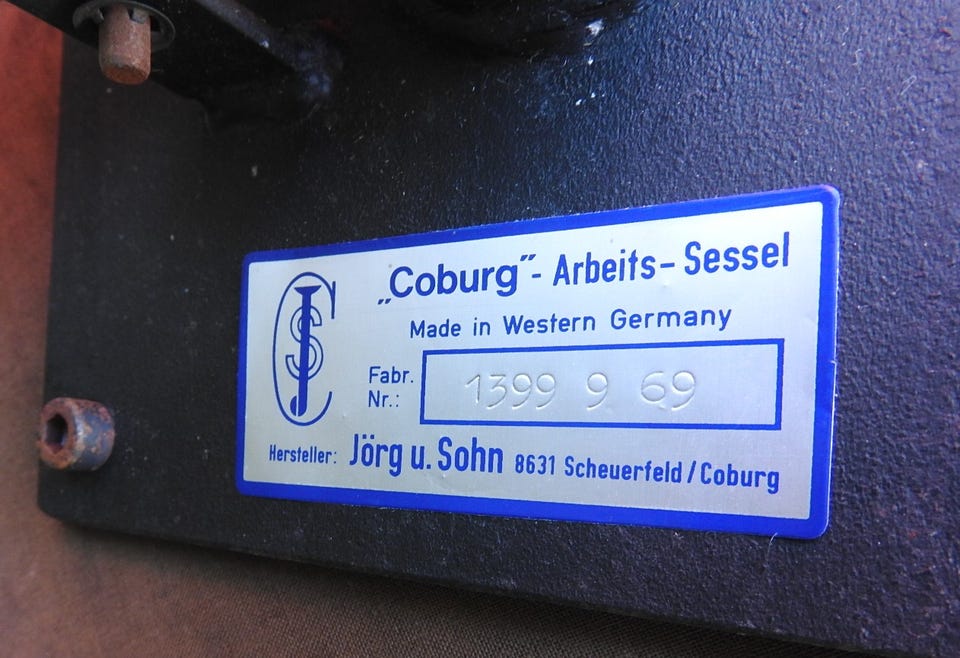 „Coburg“ - Arbeits-Sessel
Made in Western Germany
Fabr. Nr.: 1399 9 69
Hersteller: Jörg u. Sohn 8631 Scheuerfeld/Coburg